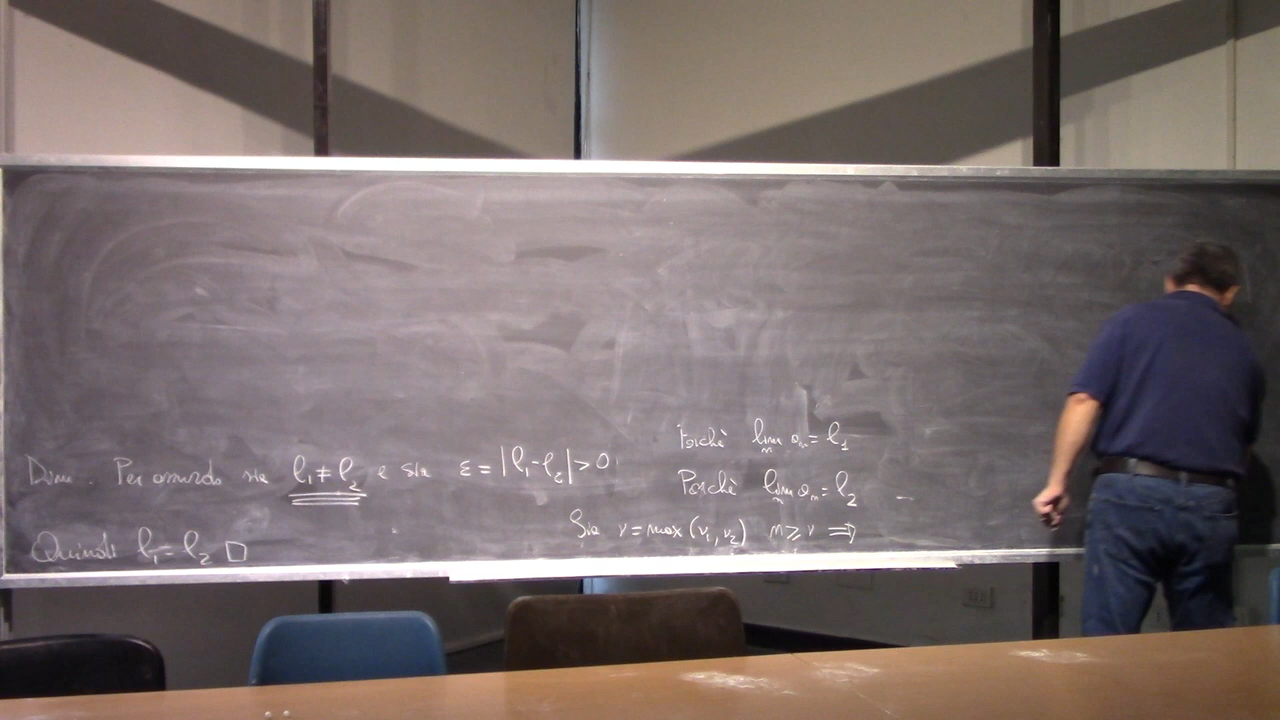 Dim. Per assurdo sia l₁ ≠ l₂ e sia ε = |l₁-l₂| > 0
Poichè lim aₙ = l₁
Poichè lim aₙ = l₂
Sia ν = max (ν₁, ν₂) n ≥ ν ⟹
Quindi l₁ = l₂ □